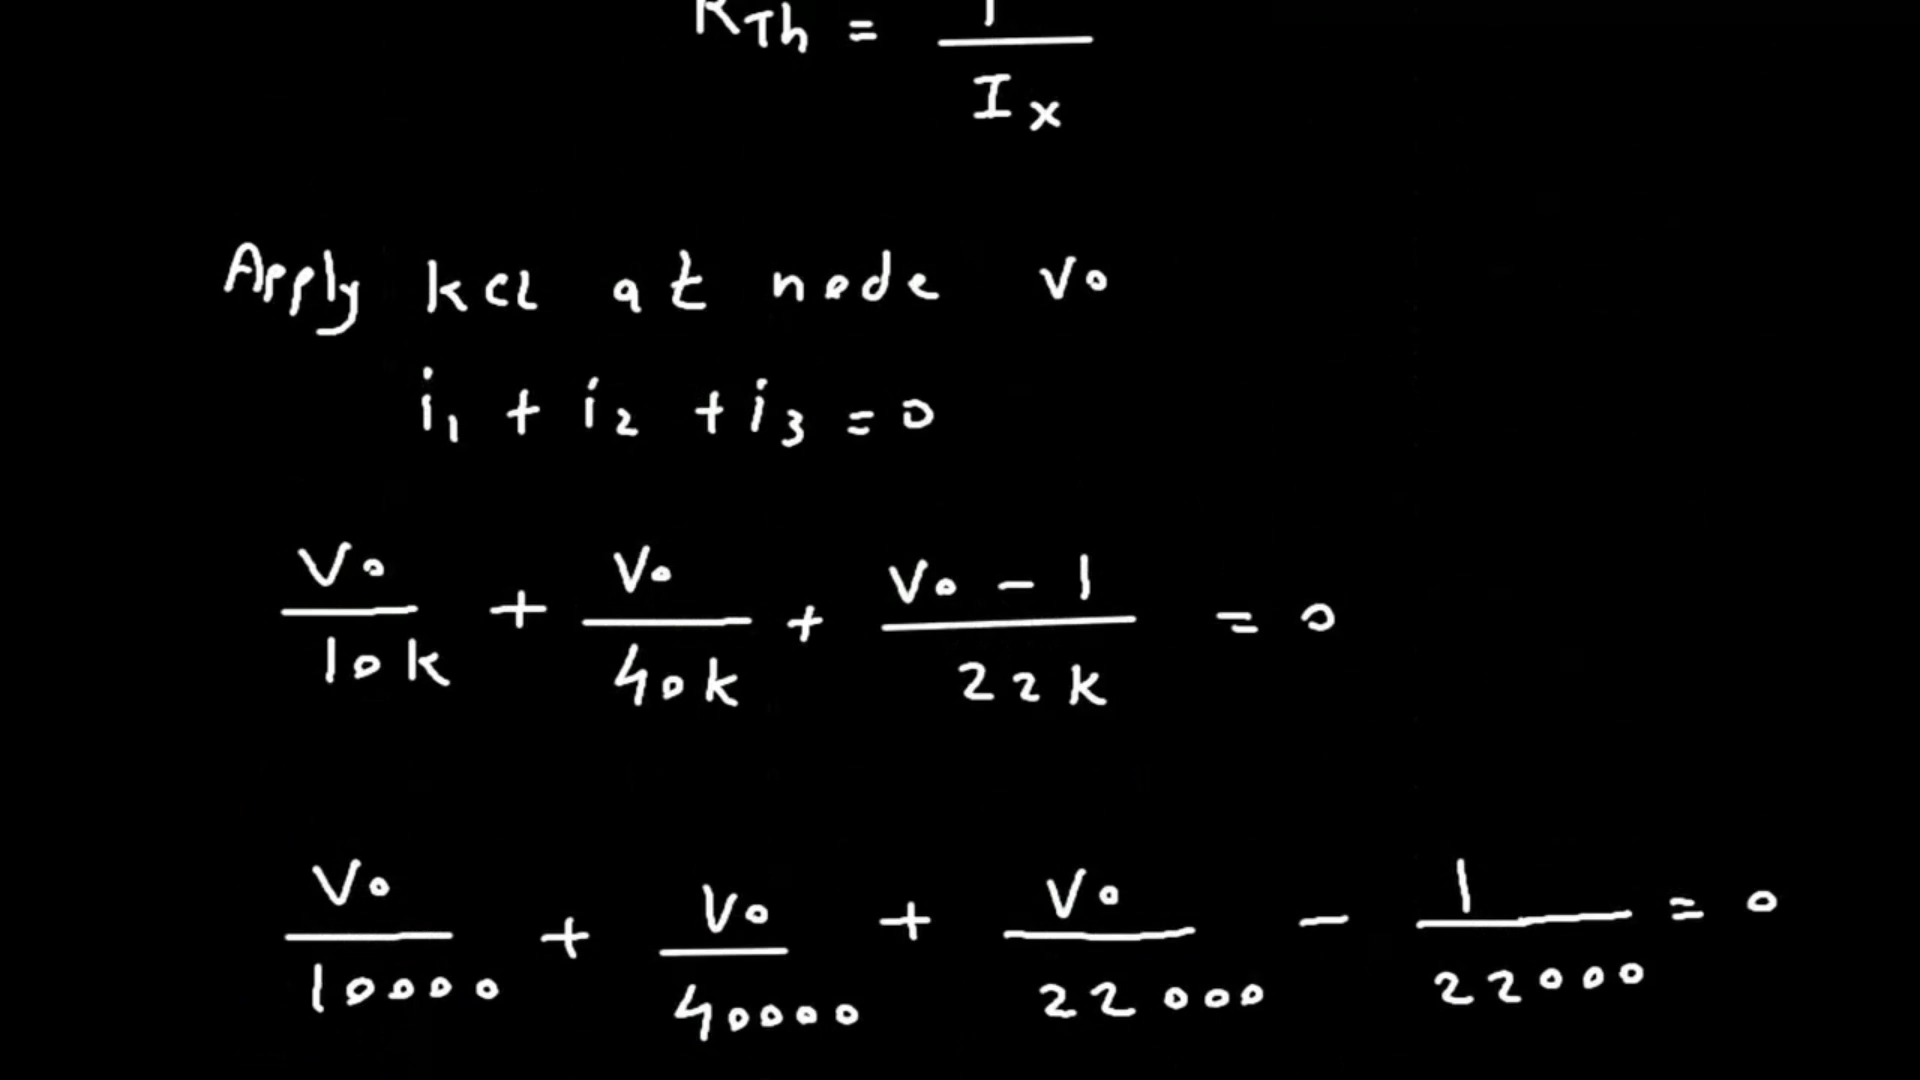 RTh = 1 / Ix
Apply kcl at node Vo
i1 + i2 + i3 = 0
Vo/10k + Vo/40k + Vo - 1/22k = 0
Vo/10000 + Vo/40000 + Vo/22000 - 1/22000 = 0